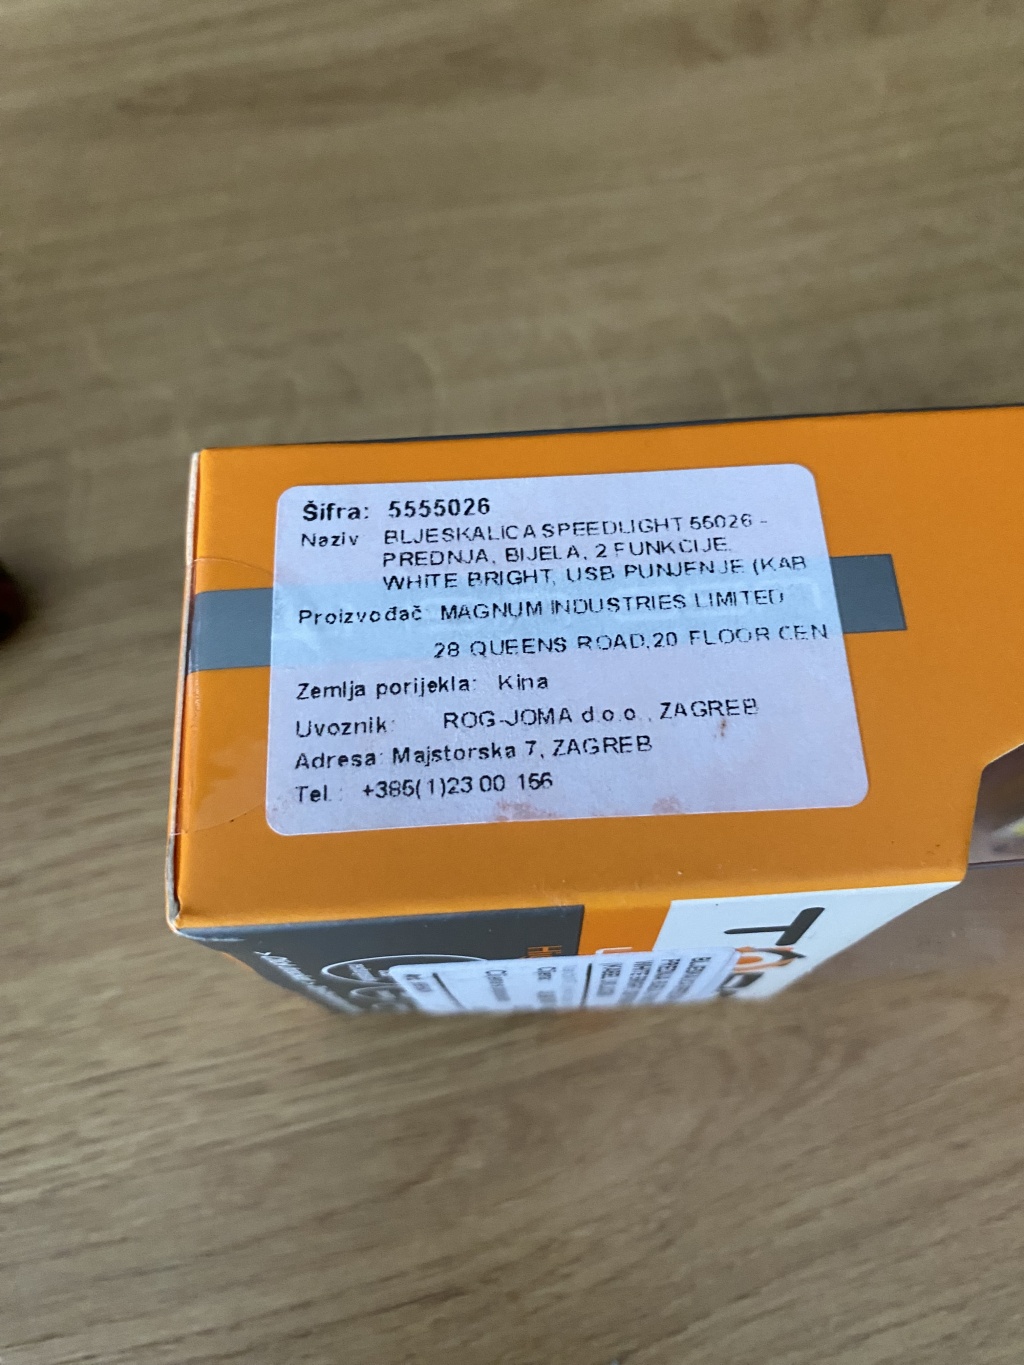 Šifra: 5555026
Naziv BLJESKALICA SPEEDLIGHT 55026 -
PREDNJA, BIJELA, 2 FUNKCIJE,
WHITE BRIGHT, USB PUNJENJE (KAB
Proizvođač MAGNUM INDUSTRIES LIMITED
28 QUEENS ROAD,20 FLOOR CEN
Zemlja porijekla: Kina
Uvoznik: ROG-JOMA d.o.o., ZAGREB
Adresa: Majstorska 7, ZAGREB
Tel.: +385(1)23 00 156